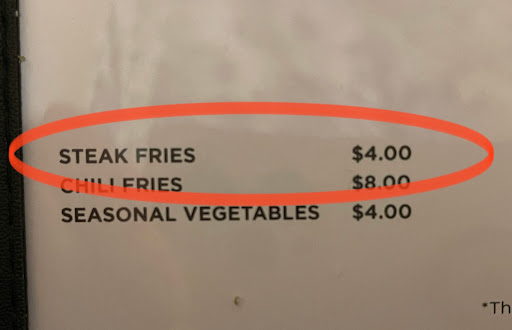 STEAK FRIES $4.00
CHILI FRIES $8.00
SEASONAL VEGETABLES $4.00
*Th